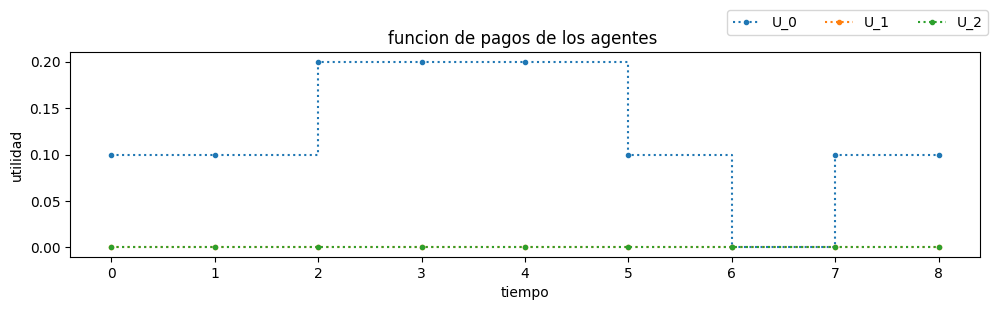 U_0 U_1 U_2
funcion de pagos de los agentes
utilidad
0.20
0.15
0.10
0.05
0.00
0 1 2 3 4 5 6 7 8
tiempo